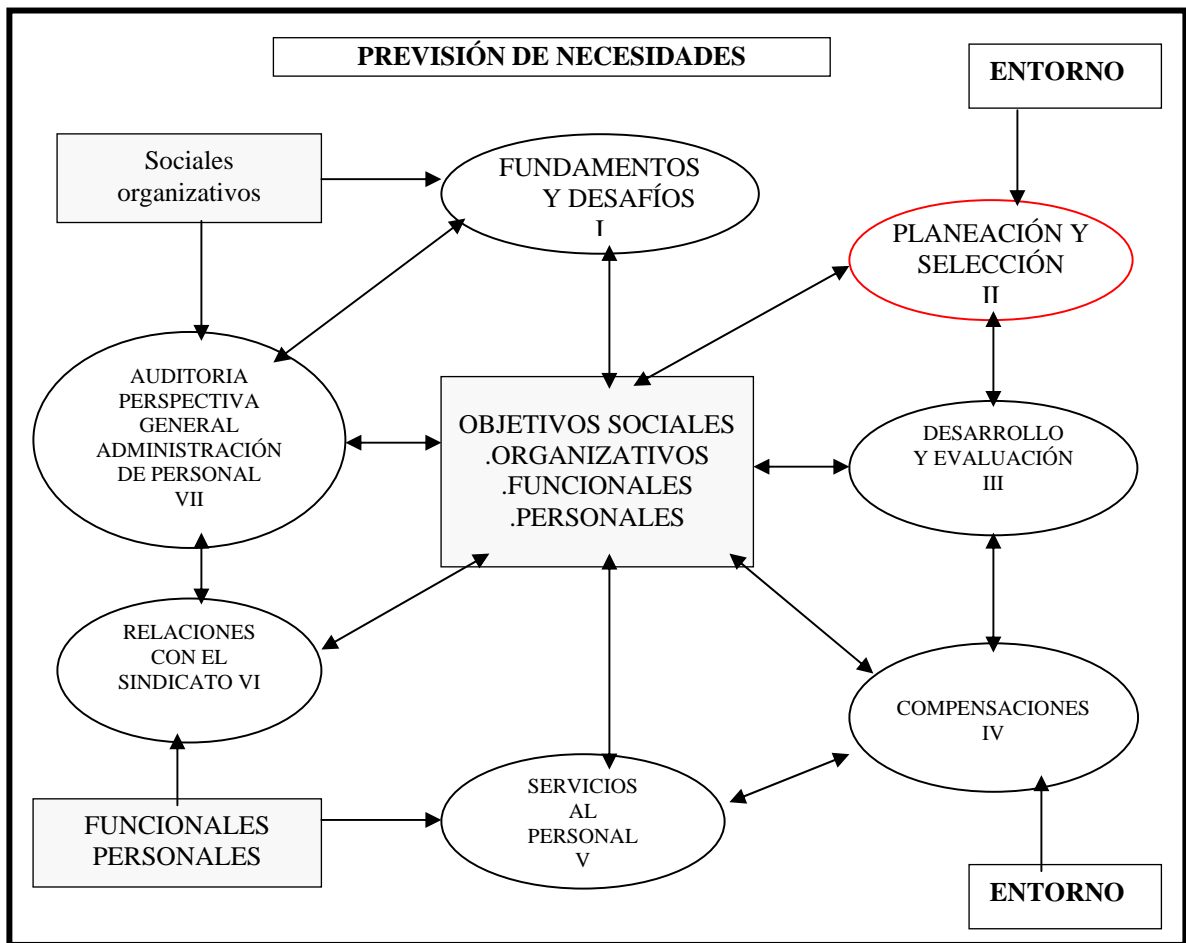 PREVISIÓN DE NECESIDADES
ENTORNO
Sociales
organizativos
FUNDAMENTOS
Y DESAFÍOS
I
PLANEACIÓN Y
SELECCIÓN
II
AUDITORIA
PERSPECTIVA
GENERAL
ADMINISTRACIÓN
DE PERSONAL
VII
OBJETIVOS SOCIALES
.ORGANIZATIVOS
.FUNCIONALES
.PERSONALES
DESARROLLO
Y EVALUACIÓN
III
RELACIONES
CON EL
SINDICATO VI
COMPENSACIONES
IV
SERVICIOS
AL
PERSONAL
V
FUNCIONALES
PERSONALES
ENTORNO